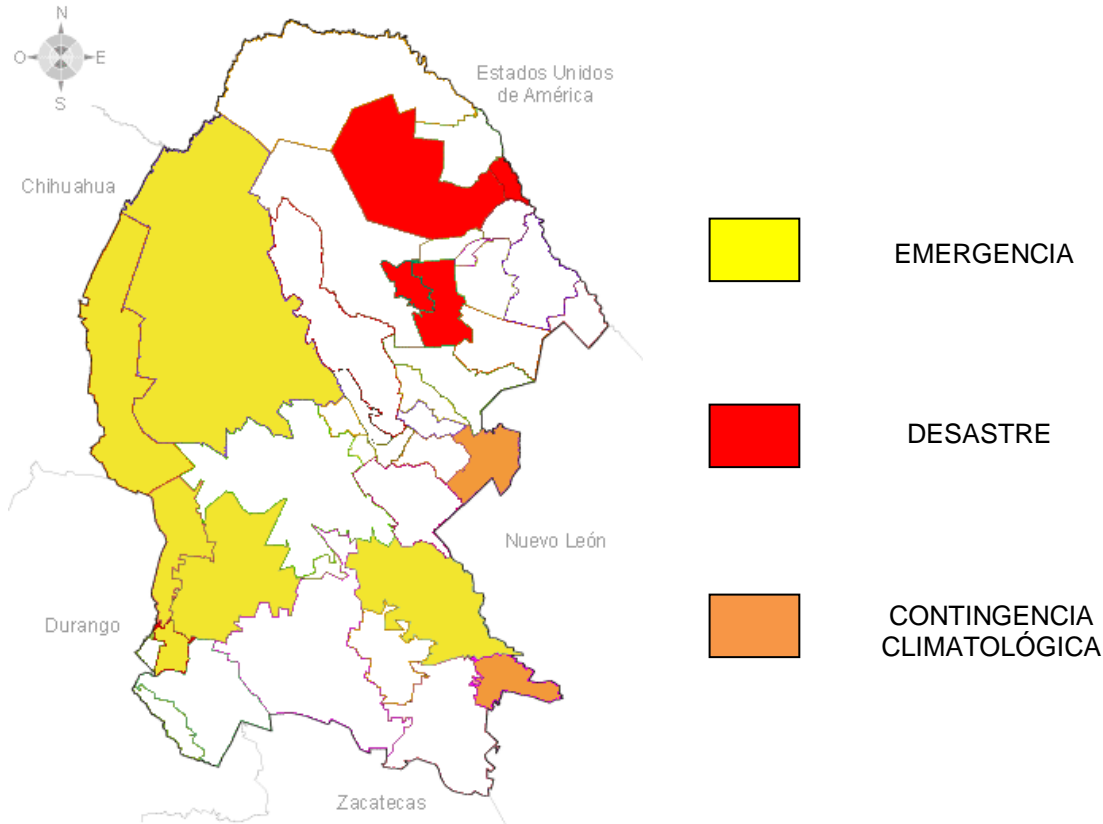 N
O
E
S
Estados Unidos
de América
Chihuahua
Nuevo León
Durango
Zacatecas
EMERGENCIA
DESASTRE
CONTINGENCIA
CLIMATOLÓGICA